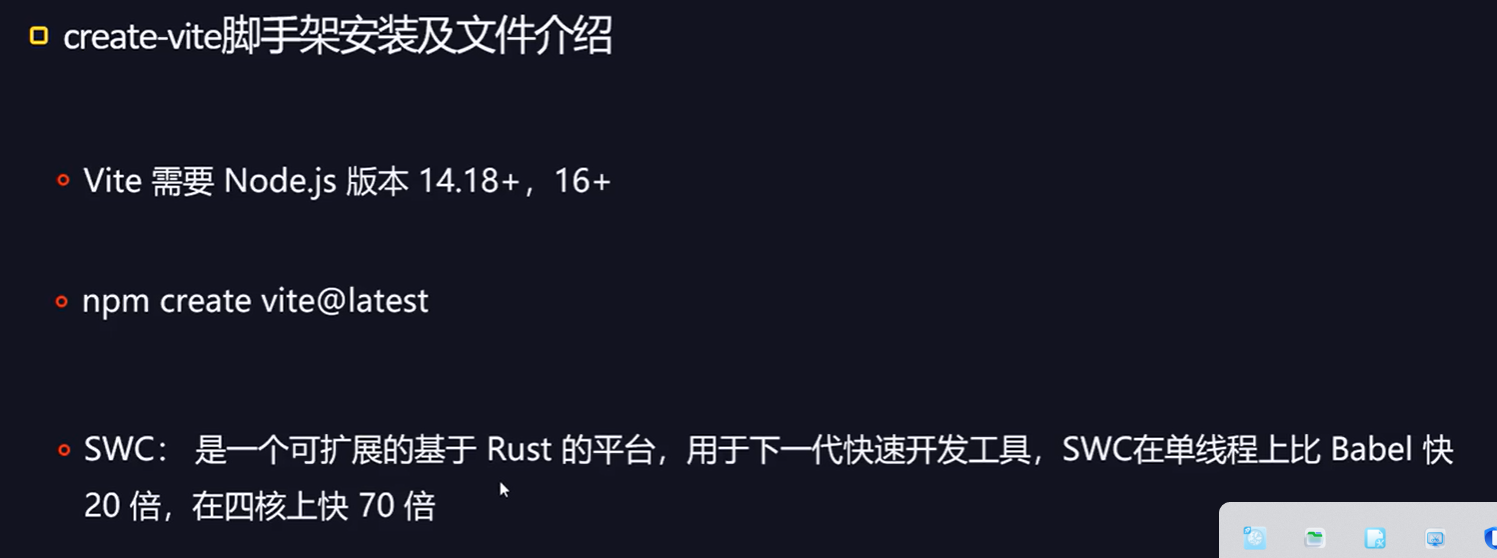 create-vite脚手架安装及文件介绍
Vite 需要 Node.js 版本 14.18+，16+
npm create vite@latest
SWC： 是一个可扩展的基于 Rust 的平台，用于下一代快速开发工具，SWC在单线程上比 Babel 快
20 倍，在四核上快 70 倍